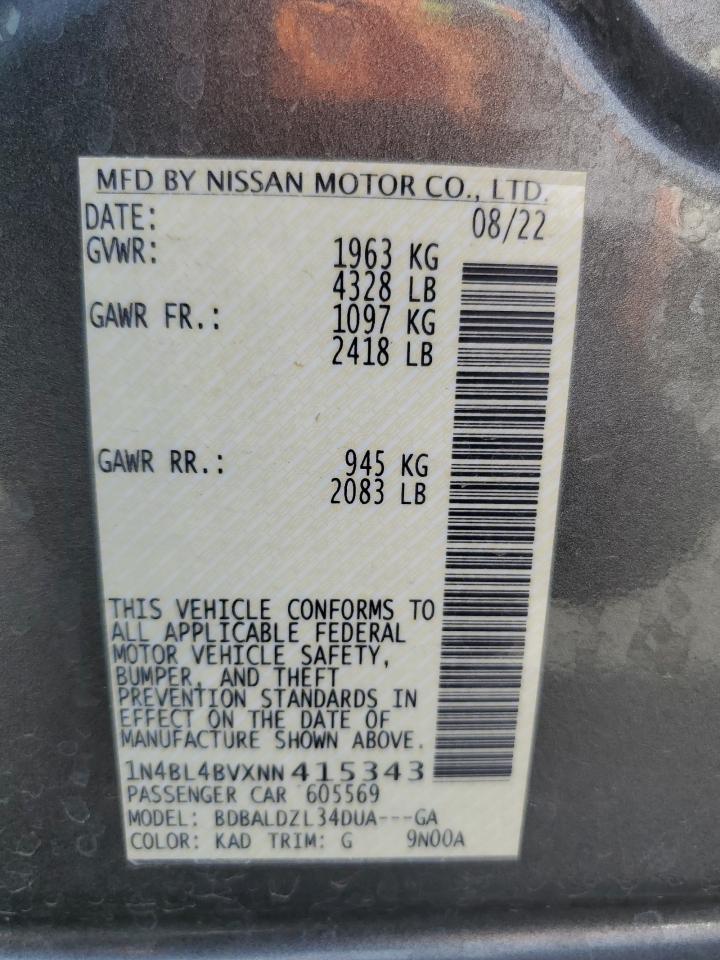 MFD BY NISSAN MOTOR CO., LTD.
DATE: 08/22
GVWR: 1963 KG
4328 LB
GAWR FR.: 1097 KG
2418 LB
GAWR RR.: 945 KG
2083 LB
THIS VEHICLE CONFORMS TO
ALL APPLICABLE FEDERAL
MOTOR VEHICLE SAFETY,
BUMPER, AND THEFT
PREVENTION STANDARDS IN
EFFECT ON THE DATE OF
MANUFACTURE SHOWN ABOVE.
1N4BL4BVXNN415343
PASSENGER CAR 605569
MODEL: BDBALDZL34DUA---GA
COLOR: KAD TRIM: G 9N00A